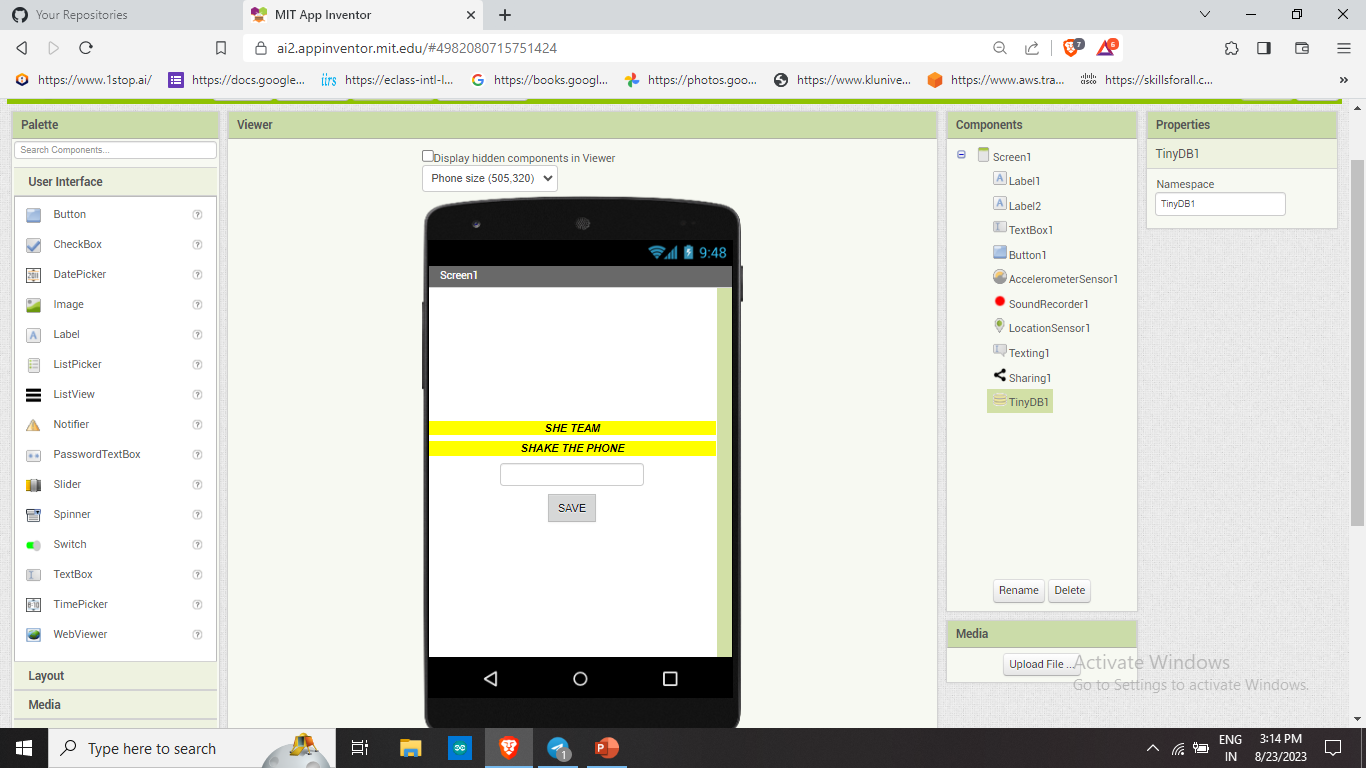 Your Repositories
MIT App Inventor
ai2.appinventor.mit.edu/#4982080715751424
7
6
https://www.1stop.ai/
https://docs.google...
iirs
https://eclass-intl-l...
https://books.googl...
https://photos.goo...
https://www.klunive...
https://www.aws.tra...
cisco
https://skillsforall.c...
»
Palette
Search Components...
User Interface
Button
CheckBox
DatePicker
Image
Label
ListPicker
ListView
Notifier
PasswordTextBox
Slider
Spinner
Switch
TextBox
TimePicker
WebViewer
Layout
Media
Viewer
Display hidden components in Viewer
Phone size (505,320)
9:48
Screen1
SHE TEAM
SHAKE THE PHONE
SAVE
Components
Screen1
Label1
Label2
TextBox1
Button1
AccelerometerSensor1
SoundRecorder1
LocationSensor1
Texting1
Sharing1
TinyDB1
Rename
Delete
Media
Upload File ...
Properties
TinyDB1
Namespace
TinyDB1
Activate Windows
Go to Settings to activate Windows.
Type here to search
1
ENG
IN
3:14 PM
8/23/2023